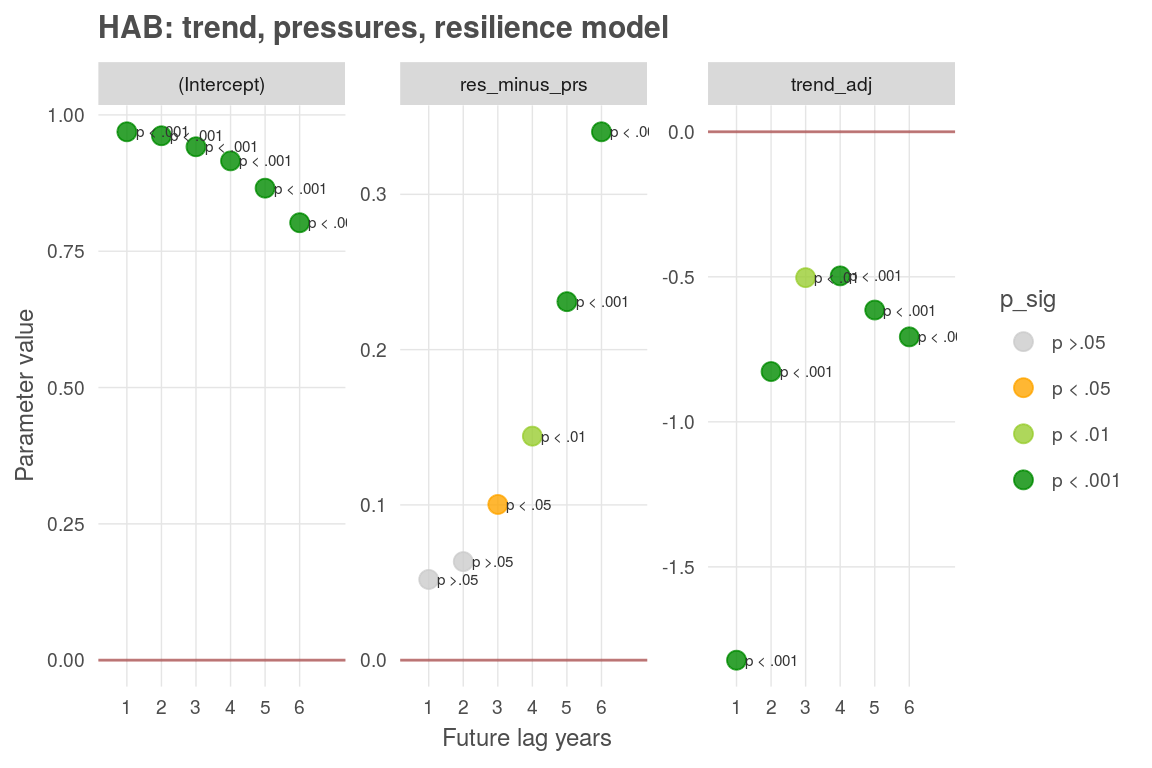 HAB: trend, pressures, resilience model
(Intercept)
res_minus_prs
trend_adj
Parameter value
1.00
0.75
0.50
0.25
0.00
p < .001
p < .001
p < .001
p < .001
p < .001
p < .00
1 2 3 4 5 6
0.3
0.2
0.1
0.0
p >.05
p >.05
p < .05
p < .01
p < .001
p < .00
1 2 3 4 5 6
0.0
-0.5
-1.0
-1.5
p < .001
p < .001
p < .01
p < .001
p < .001
p < .00
1 2 3 4 5 6
Future lag years
p_sig
p >.05
p < .05
p < .01
p < .001